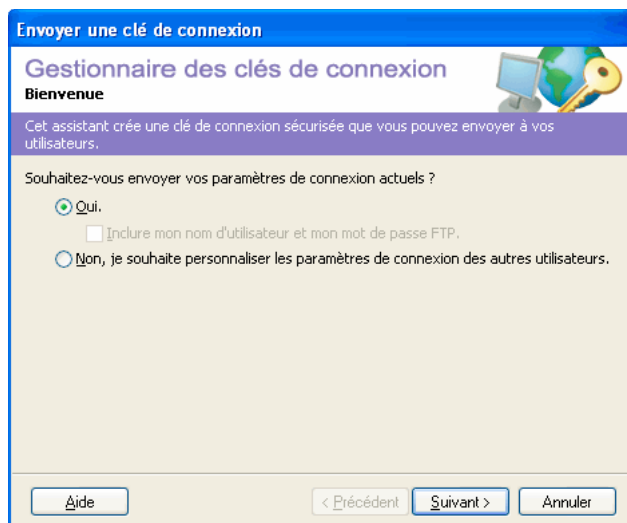 Envoyer une clé de connexion
Gestionnaire des clés de connexion
Bienvenue
Cet assistant crée une clé de connexion sécurisée que vous pouvez envoyer à vos
utilisateurs.
Souhaitez-vous envoyer vos paramètres de connexion actuels ?
Oui.
Inclure mon nom d'utilisateur et mon mot de passe FTP.
Non, je souhaite personnaliser les paramètres de connexion des autres utilisateurs.
Aide
< Précédent
Suivant >
Annuler